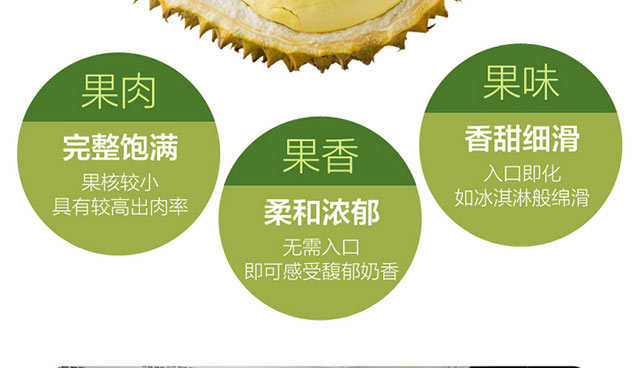 果肉
完整饱满
果核较小
具有较高出肉率
果香
柔和浓郁
无需入口
即可感受馥郁奶香
果味
香甜细滑
入口即化
如冰淇淋般绵滑